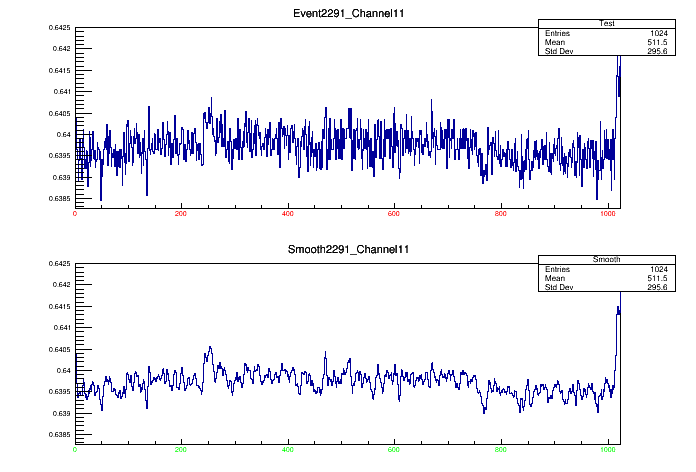 Event2291_Channel11
Test
Entries 1024
Mean 511.5
Std Dev 295.6
0.6425
0.642
0.6415
0.641
0.6405
0.64
0.6395
0.639
0.6385
0 200 400 600 800 1000
Smooth2291_Channel11
Smooth
Entries 1024
Mean 511.5
Std Dev 295.6
0.6425
0.642
0.6415
0.641
0.6405
0.64
0.6395
0.639
0.6385
0 200 400 600 800 1000